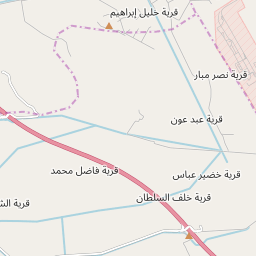 قرية خليل إبراهيم
قرية نصر مبار
قرية عبد عون
قرية فاضل محمد
قرية خضير عباس
قرية خلف السلطان
قرية الش